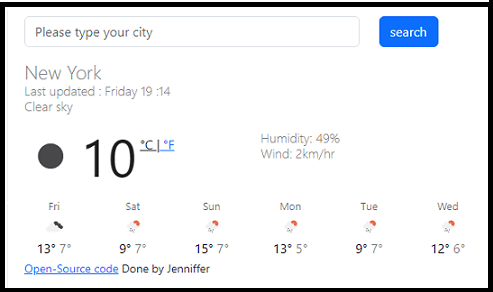 Please type your city search
New York
Last updated : Friday 19 :14
Clear sky
10 °C | °F
Humidity: 49%
Wind: 2km/hr
Fri Sat Sun Mon Tue Wed
13° 7° 9° 7° 15° 7° 13° 5° 9° 7° 12° 6°
Open-Source code Done by Jenniffer